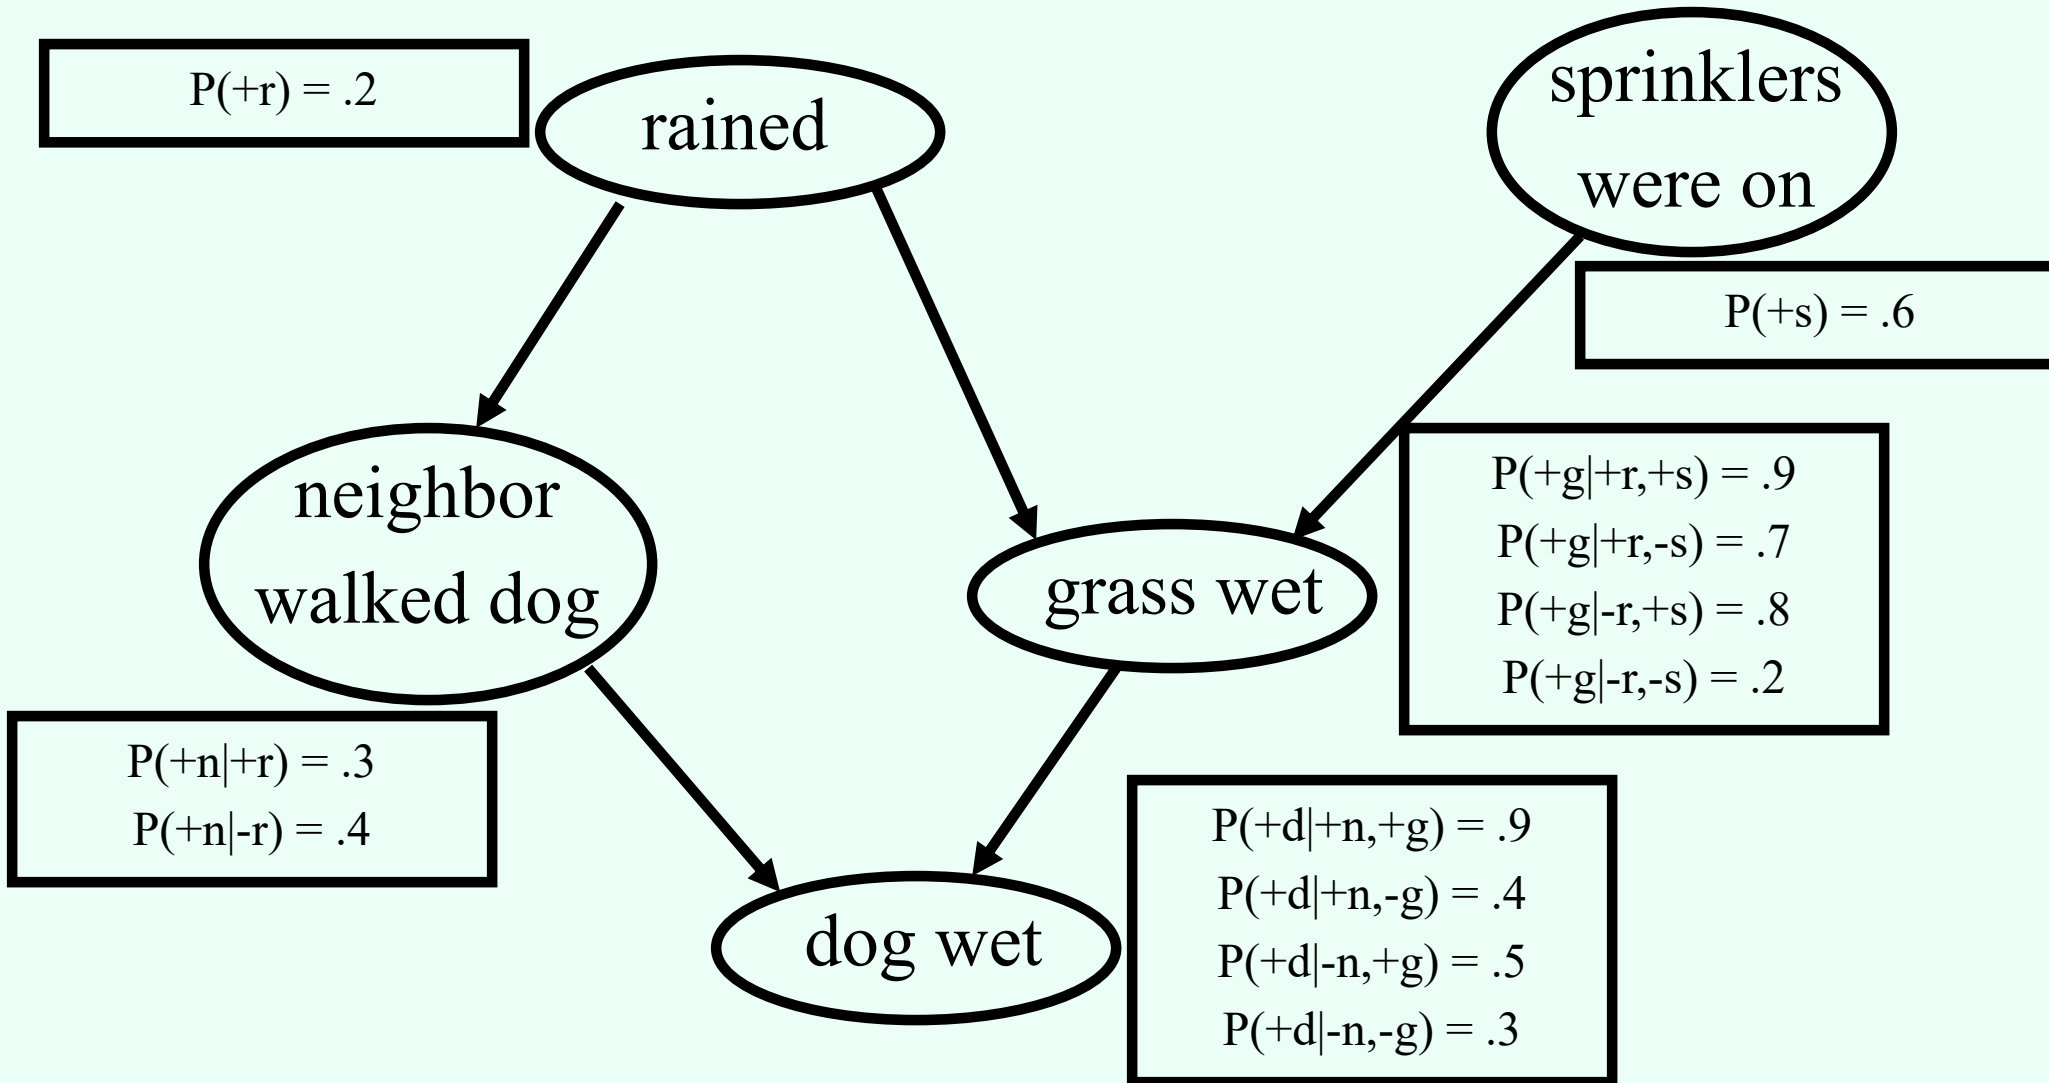 P(+r) = .2
rained
sprinklers
were on
P(+s) = .6
neighbor
walked dog
grass wet
P(+g|+r,+s) = .9
P(+g|+r,-s) = .7
P(+g|-r,+s) = .8
P(+g|-r,-s) = .2
P(+n|+r) = .3
P(+n|-r) = .4
dog wet
P(+d|+n,+g) = .9
P(+d|+n,-g) = .4
P(+d|-n,+g) = .5
P(+d|-n,-g) = .3